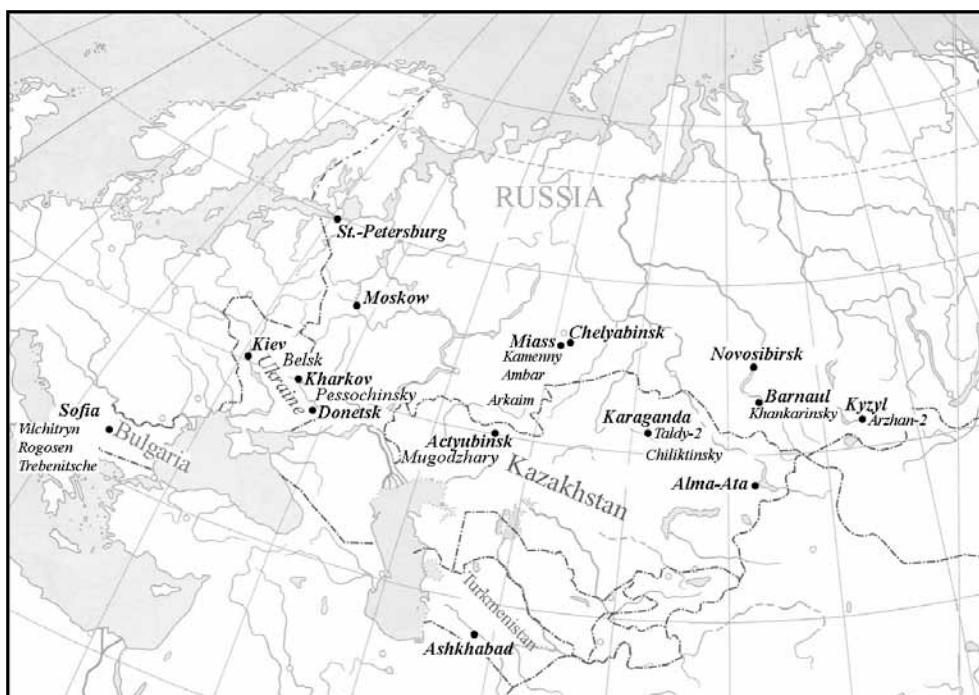 RUSSIA
St.-Petersburg
Moskow
Miass
Chelyabinsk
Kamenny
Ambar
Arkaim
Kiev
Belsk
Ukraine
Kharkov
Pessochinsky
Donetsk
Novosibirsk
Barnaul
Khankarinsky
Kyzyl
Arzhan-2
Sofia
Vilchitryn
Rogosen
Trebenitsche
Bulgaria
Actyubinsk
Mugodzhary
Karaganda
Taldy-2
Chiliktinsky
Kazakhstan
Alma-Ata
Turkmenistan
Ashkhabad